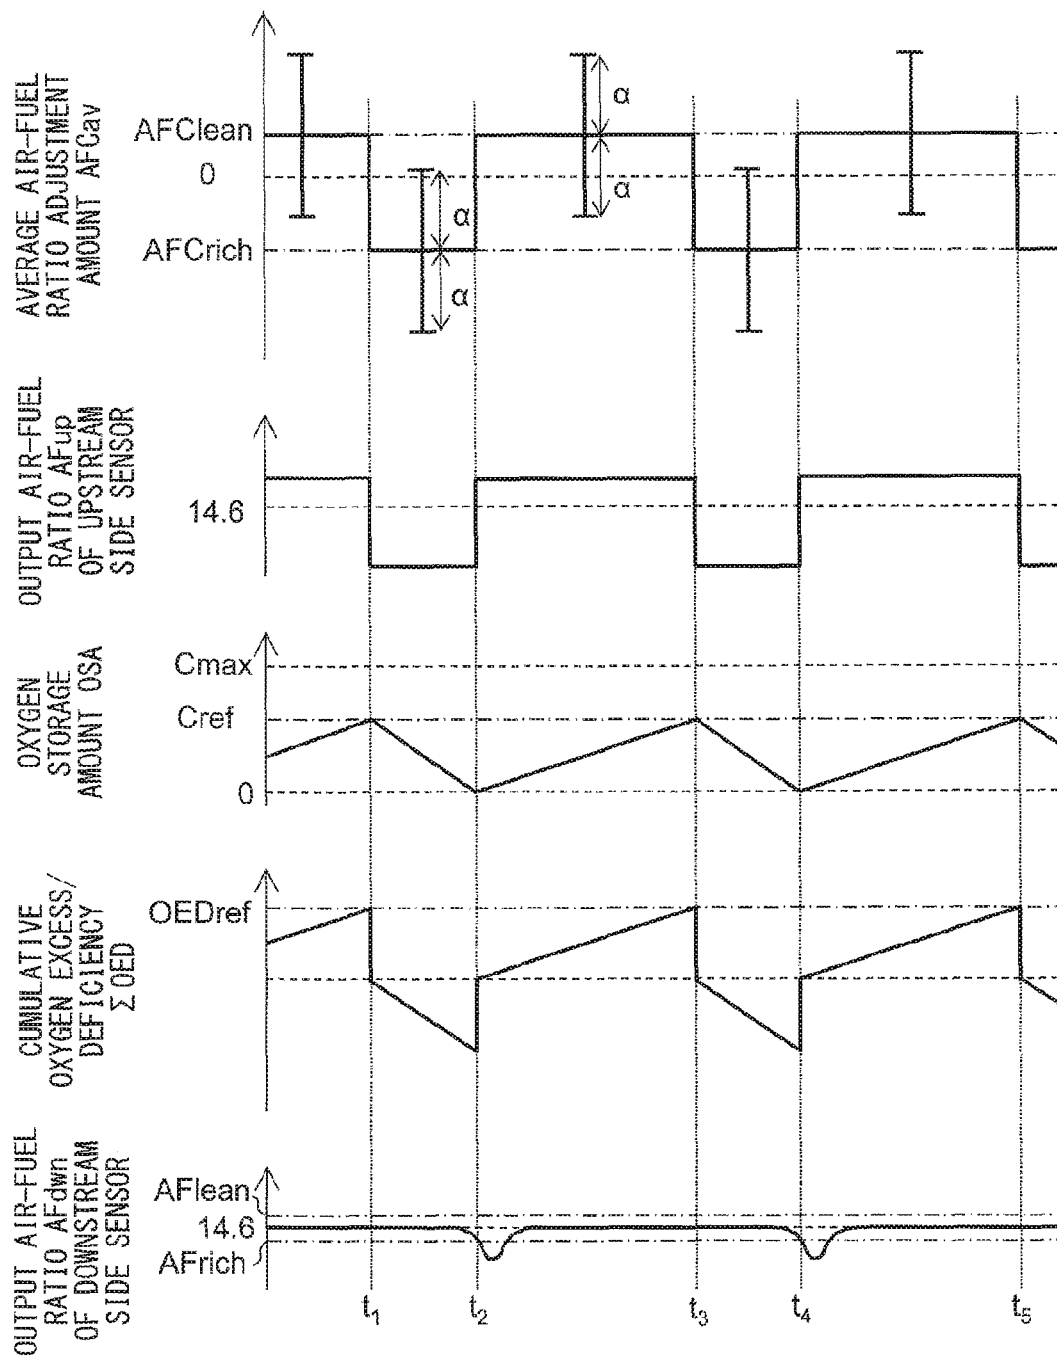 AVERAGE AIR-FUEL
RATIO ADJUSTMENT
AMOUNT AFCav
AFClean
0
AFCrich
α
α
α
α
OUTPUT AIR-FUEL
RATIO AFup
OF UPSTREAM
SIDE SENSOR
14.6
OXYGEN
STORAGE
AMOUNT OSA
Cmax
Cref
0
CUMULATIVE
OXYGEN EXCESS/
DEFICIENCY
ΣOED
OEDref
OUTPUT AIR-FUEL
RATIO AFdwn
OF DOWNSTREAM
SIDE SENSOR
AFlean
14.6
AFrich
t1 t2 t3 t4 t5